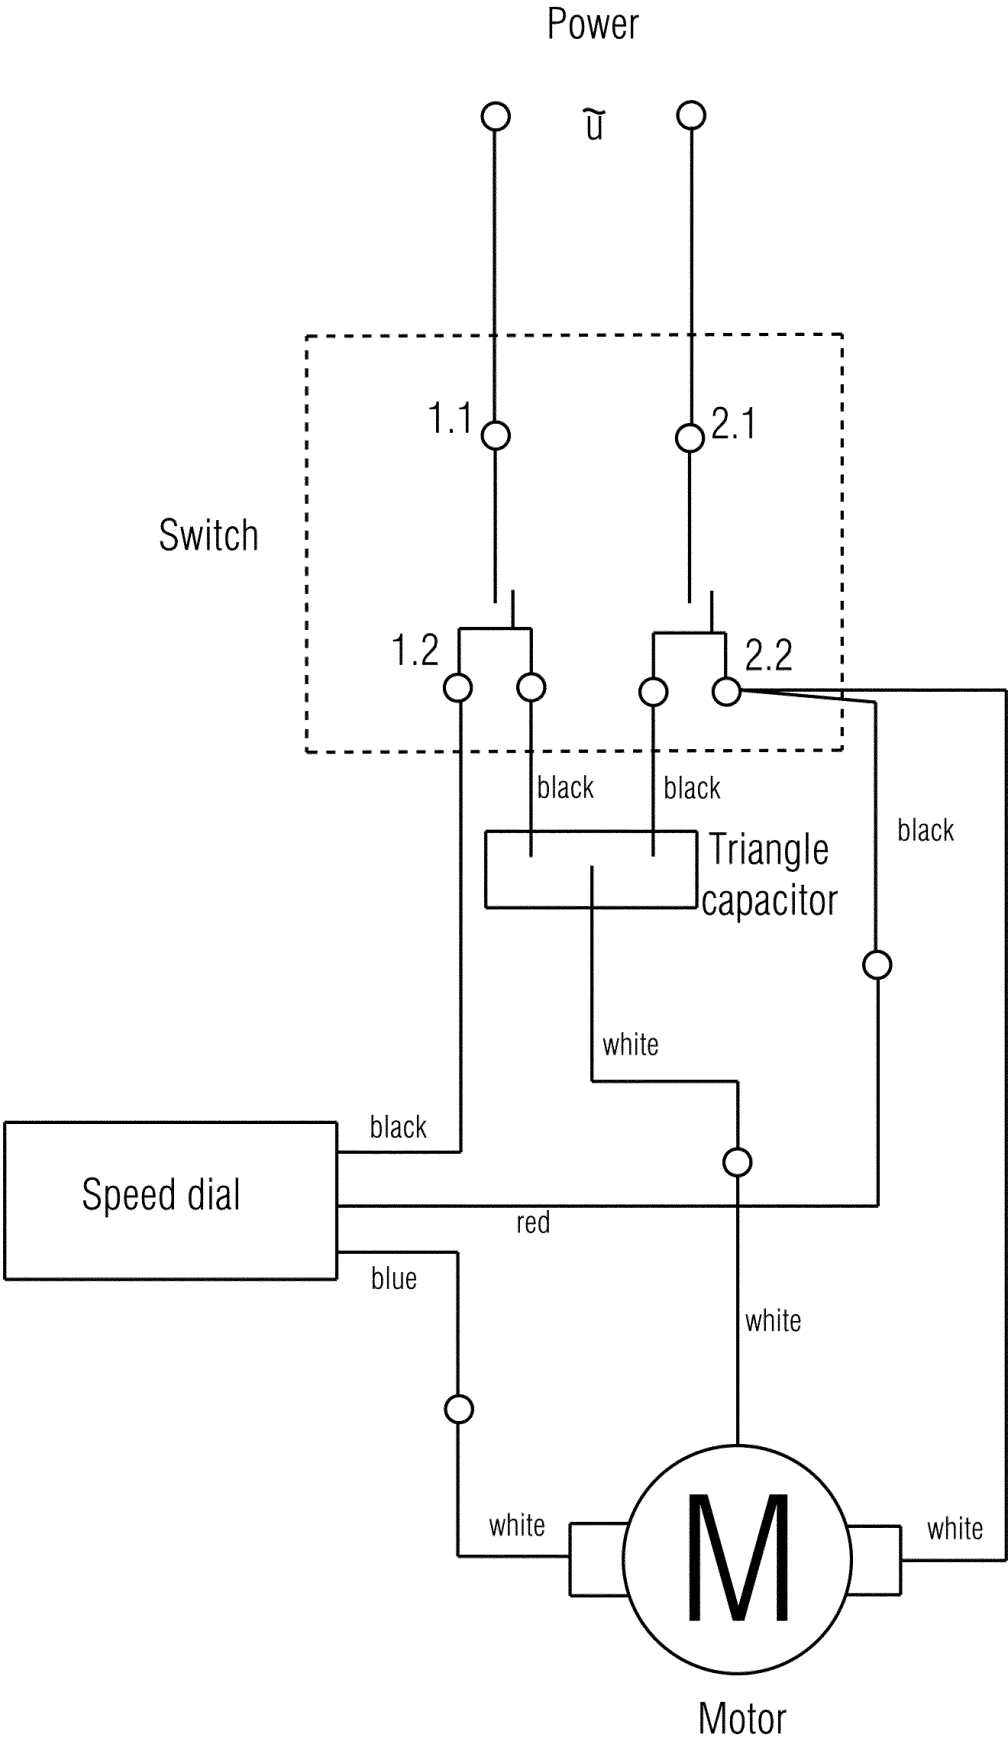 Power
ũ
1.1
2.1
Switch
1.2
2.2
black
black
black
Triangle
capacitor
white
black
Speed dial
red
blue
white
white
white
M
Motor